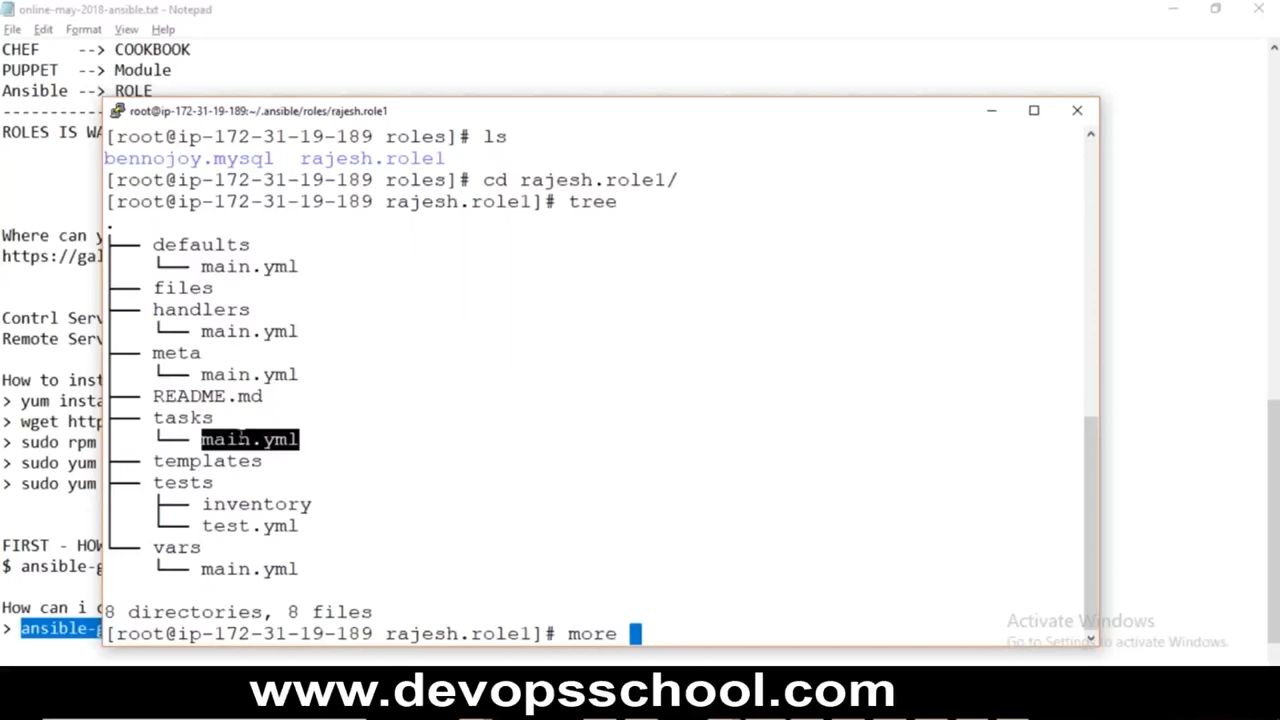 online-may-2018-ansible.txt - Notepad
File Edit Format View Help
CHEF --> COOKBOOK
PUPPET --> Module
Ansible --> ROLE
ROLES IS
Where can
https://gal
Contrl Serv
Remote Serv
How to inst
> yum insta
> wget http
> sudo rpm
> sudo yum
> sudo yum
FIRST - HOW
$ ansible-g
How can i c
> ansible-g
root@ip-172-31-19-189:~/.ansible/roles/rajesh.role1
[root@ip-172-31-19-189 roles]# ls
bennojoy.mysql rajesh.role1
[root@ip-172-31-19-189 roles]# cd rajesh.role1/
[root@ip-172-31-19-189 rajesh.role1]# tree
.
├── defaults
│   └── main.yml
├── files
├── handlers
│   └── main.yml
├── meta
│   └── main.yml
├── README.md
├── tasks
│   └── main.yml
├── templates
├── tests
│   ├── inventory
│   └── test.yml
└── vars
    └── main.yml
8 directories, 8 files
[root@ip-172-31-19-189 rajesh.role1]# more
Activate Windows
Go to Settings to activate Windows.
www.devopsschool.com